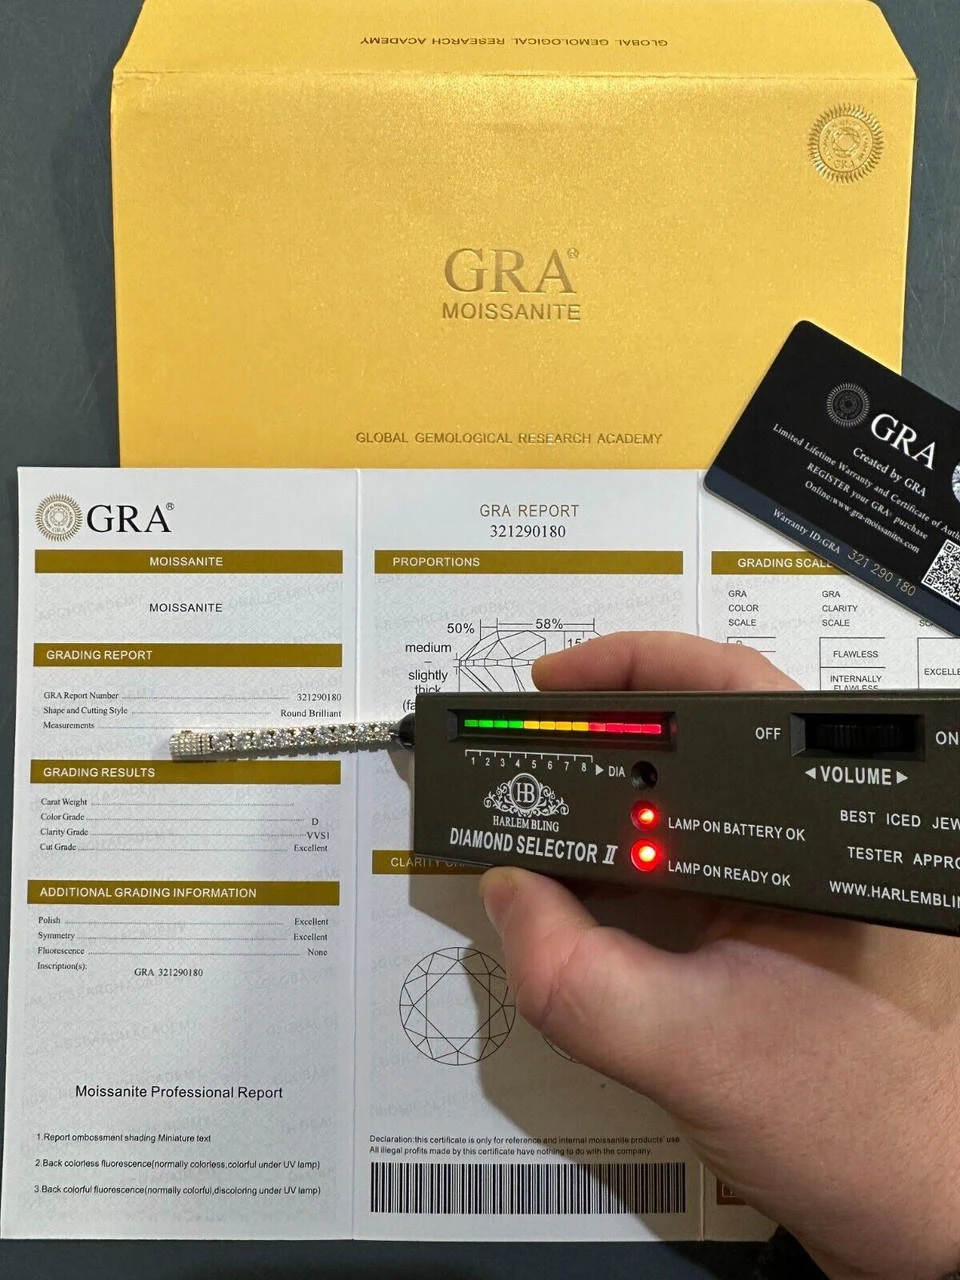 GLOBAL GEMOLOGICAL RESEARCH ACADEMY
GRA
GRA®
MOISSANITE
GLOBAL GEMOLOGICAL RESEARCH ACADEMY
GRA
Created by GRA
Limited Lifetime Warranty and Certificate of
REGISTER your GRA® purchase
Online:www.gra-moissanites.com
Warranty ID:GRA 321 290 180
GRA®
MOISSANITE
MOISSANITE
GRADING REPORT
GRA Report Number 321290180
Shape and Cutting Style Round Brilliant
Measurements
GRADING RESULTS
Carat Weight
Color Grade D
Clarity Grade VVS1
Cut Grade Excellent
ADDITIONAL GRADING INFORMATION
Polish Excellent
Symmetry Excellent
Fluorescence None
Inscription(s): GRA 321290180
Moissanite Professional Report
1.Report ombossment shading.Miniature text
2.Back colorless fluorescence(normally colorless,colorful under UV lamp)
3.Back colorful fluorescence(normally colorful,discoloring under UV lamp)
GRA REPORT
321290180
PROPORTIONS
50% 58%
medium
–
slightly
thick
CLARITY
Declaration:this certificate is only for reference and internal moissanite products' use
All illegal profits made by this certificate have nothing to do with the company.
GRADING
GRA
COLOR
SCALE
GRA
CLARITY
SCALE
FLAWLESS
INTERNALLY
FLAWLESS
1 2 3 4 5 6 7 8 ▶ DIA
HB
HARLEM BLING
DIAMOND SELECTOR II
OFF
◀VOLUME▶
LAMP ON BATTERY OK
LAMP ON READY OK
BEST ICED
TESTER